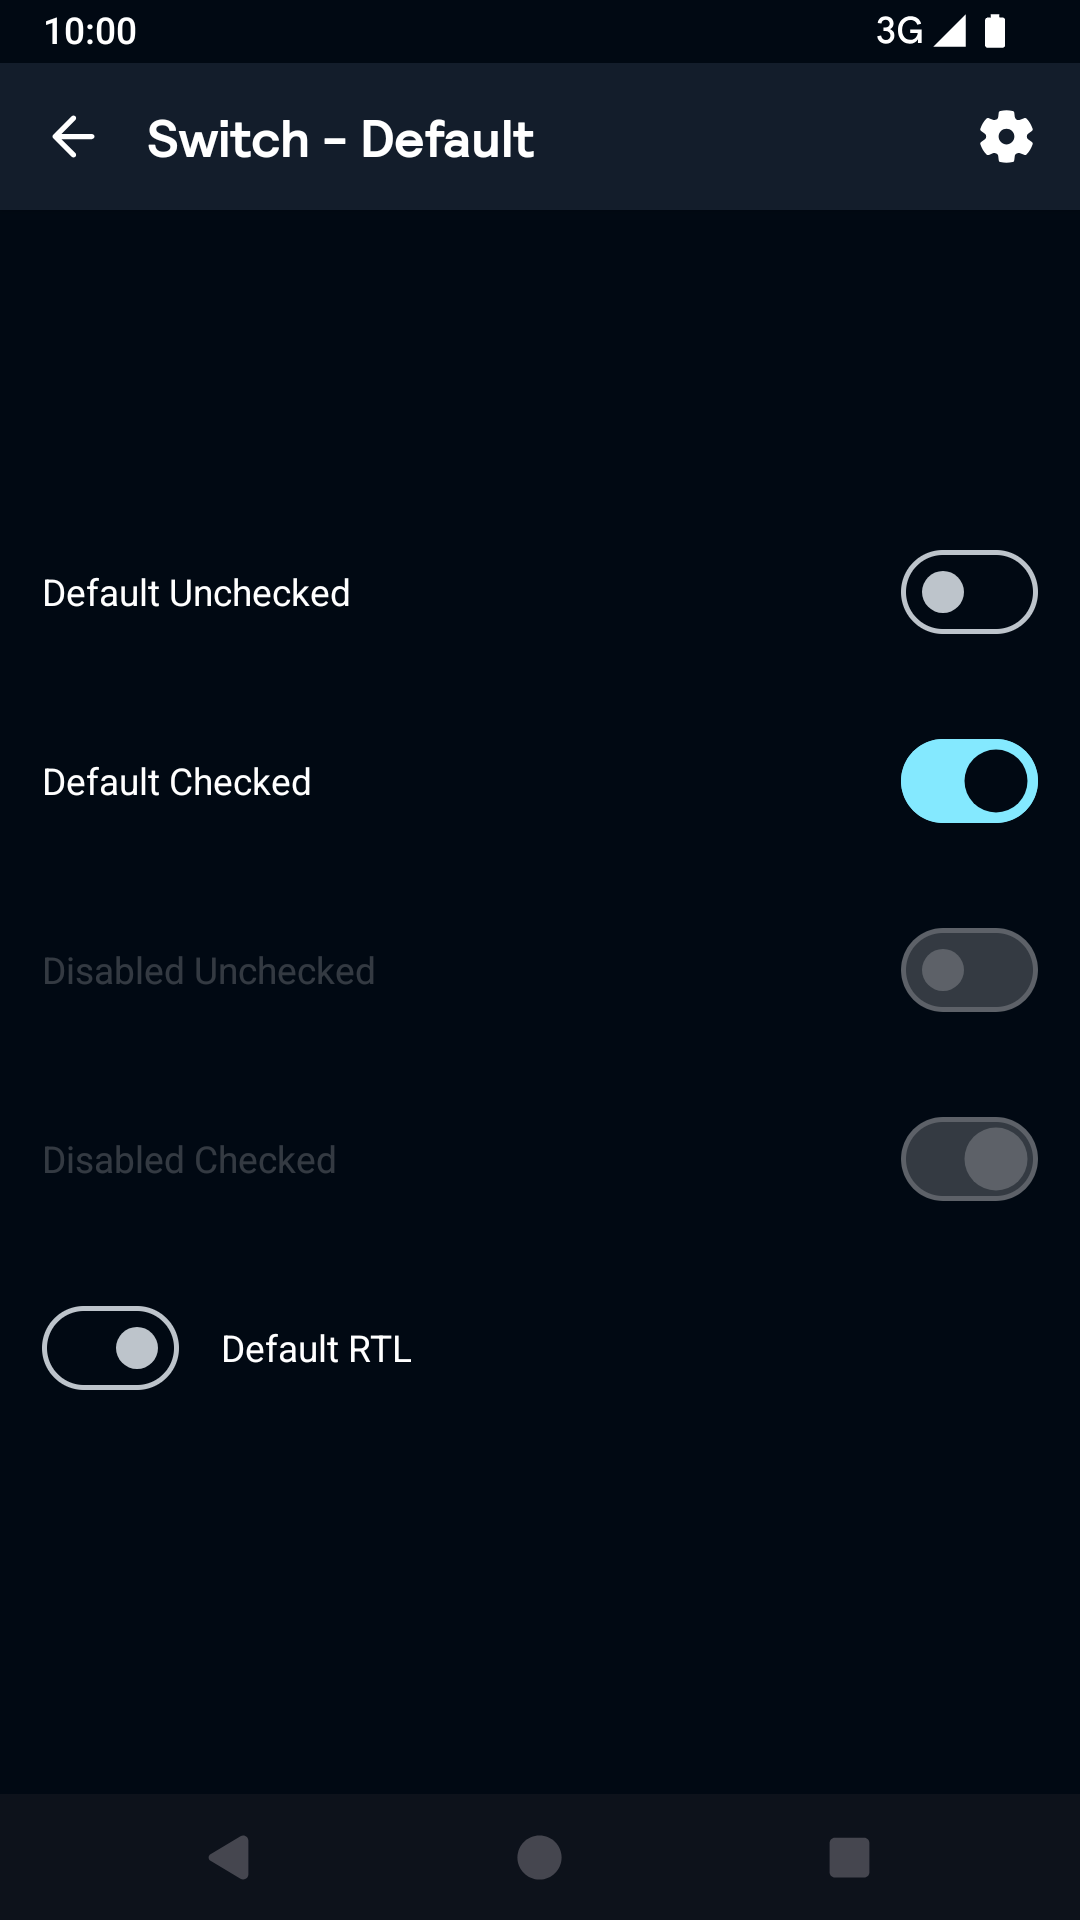 10:00
3G
Switch - Default
Default Unchecked
Default Checked
Disabled Unchecked
Disabled Checked
Default RTL